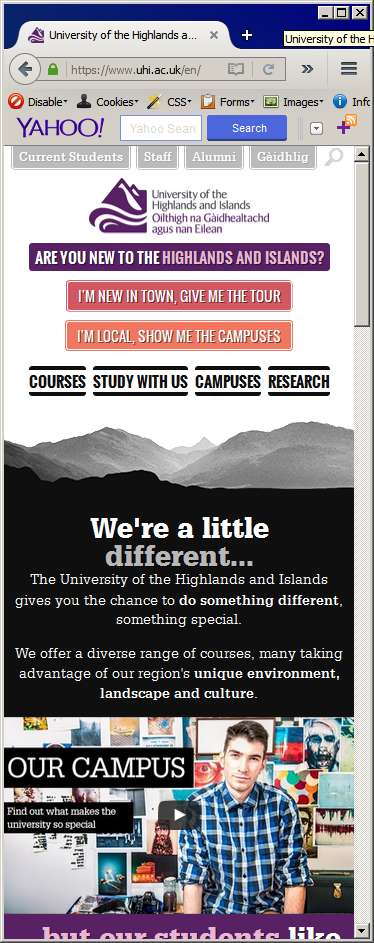 University of the Highlands a...
University of the H
https://www.uhi.ac.uk/en/
Disable
Cookies
CSS
Forms
Images
Info
YAHOO!
Yahoo Sear
Search
Current Students
Staff
Alumni
Gàidhlig
University of the
Highlands and Islands
Oilthigh na Gàidhealtachd
agus nan Eilean
ARE YOU NEW TO THE HIGHLANDS AND ISLANDS?
I'M NEW IN TOWN, GIVE ME THE TOUR
I'M LOCAL, SHOW ME THE CAMPUSES
COURSES STUDY WITH US CAMPUSES RESEARCH
We're a little
different...
The University of the Highlands and Islands
gives you the chance to do something different,
something special.
We offer a diverse range of courses, many taking
advantage of our region's unique environment,
landscape and culture.
OUR CAMPUS
Find out what makes the
university so special
but our students like